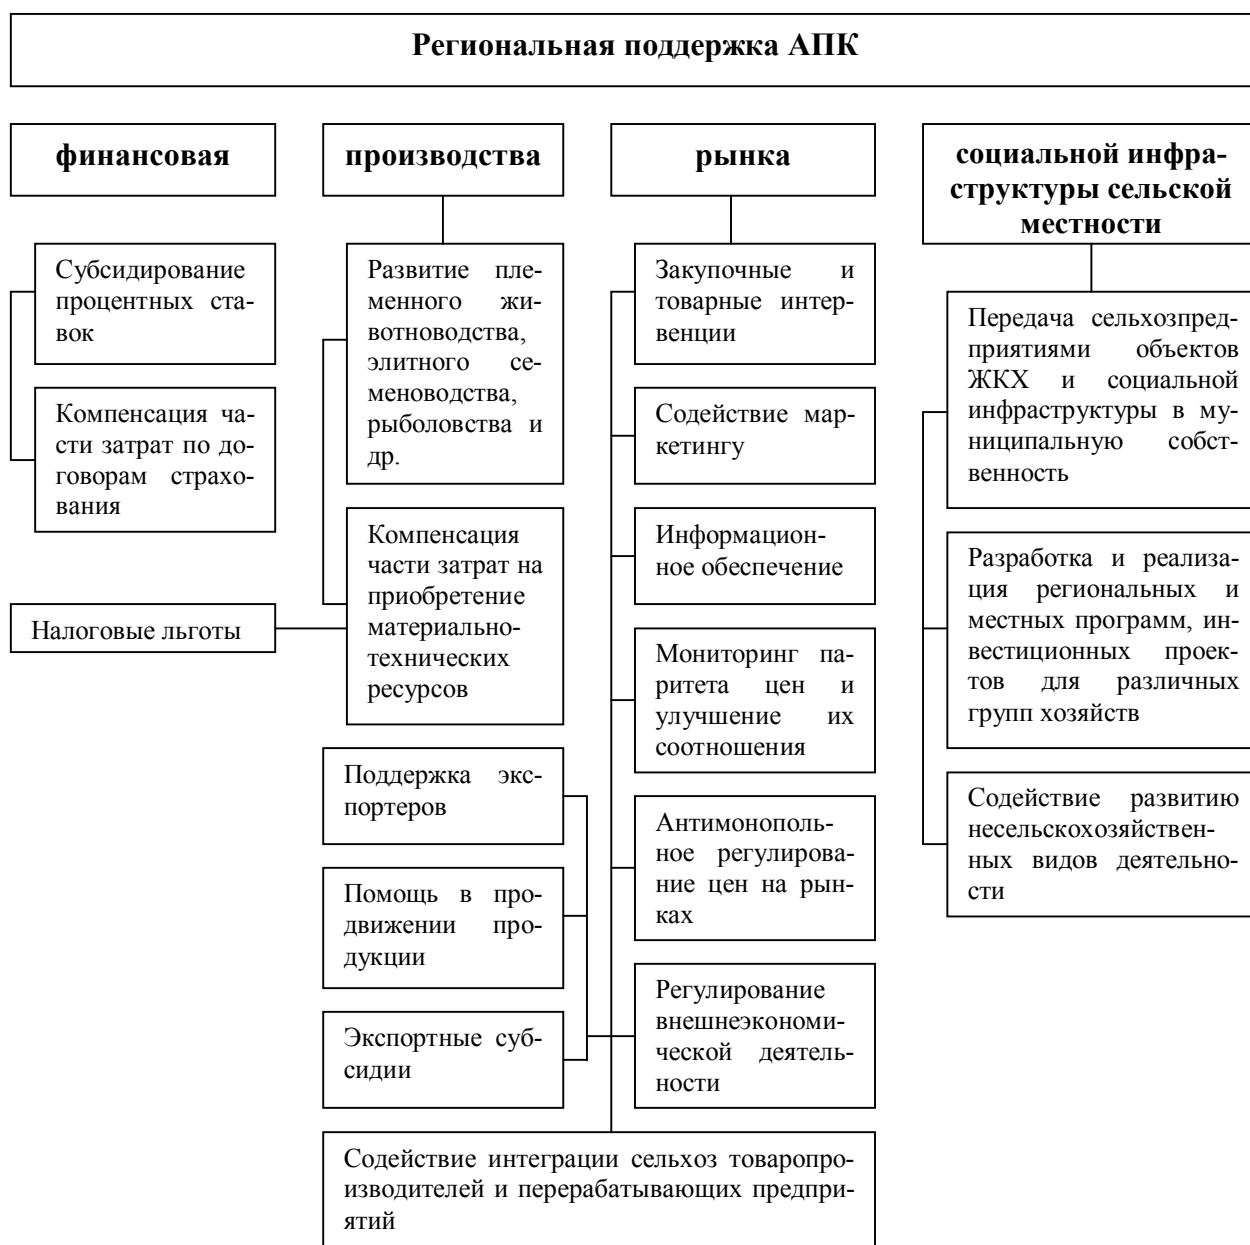 Региональная поддержка АПК
финансовая
Субсидирование
процентных ста-
вок
Компенсация ча-
сти затрат по до-
говорам страхо-
вания
Налоговые льготы
производства
Развитие пле-
менного жи-
вотноводства,
элитного се-
меноводства,
рыболовства и
др.
Компенсация
части затрат на
приобретение
материально-
технических
ресурсов
рынка
Закупочные и
товарные интер-
венции
Содействие мар-
кетингу
Информацион-
ное обеспечение
Мониторинг па-
ритета цен и
улучшение их
соотношения
Антимонополь-
ное регулирова-
ние цен на рын-
ках
Регулирование
внешнеэкономи-
ческой деятель-
ности
Поддержка экс-
портеров
Помощь в про-
движении про-
дукции
Экспортные суб-
сидии
Содействие интеграции сельхоз товаропро-
изводителей и перерабатывающих предпри-
ятий
социальной инфра-
структуры сельской
местности
Передача сельхозпред-
приятиями объектов
ЖКХ и социальной
инфраструктуры в му-
ниципальную собст-
венность
Разработка и реализа-
ция региональных и
местных программ, ин-
вестиционных проек-
тов для различных
групп хозяйств
Содействие развитию
несельскохозяйствен-
ных видов деятельно-
сти